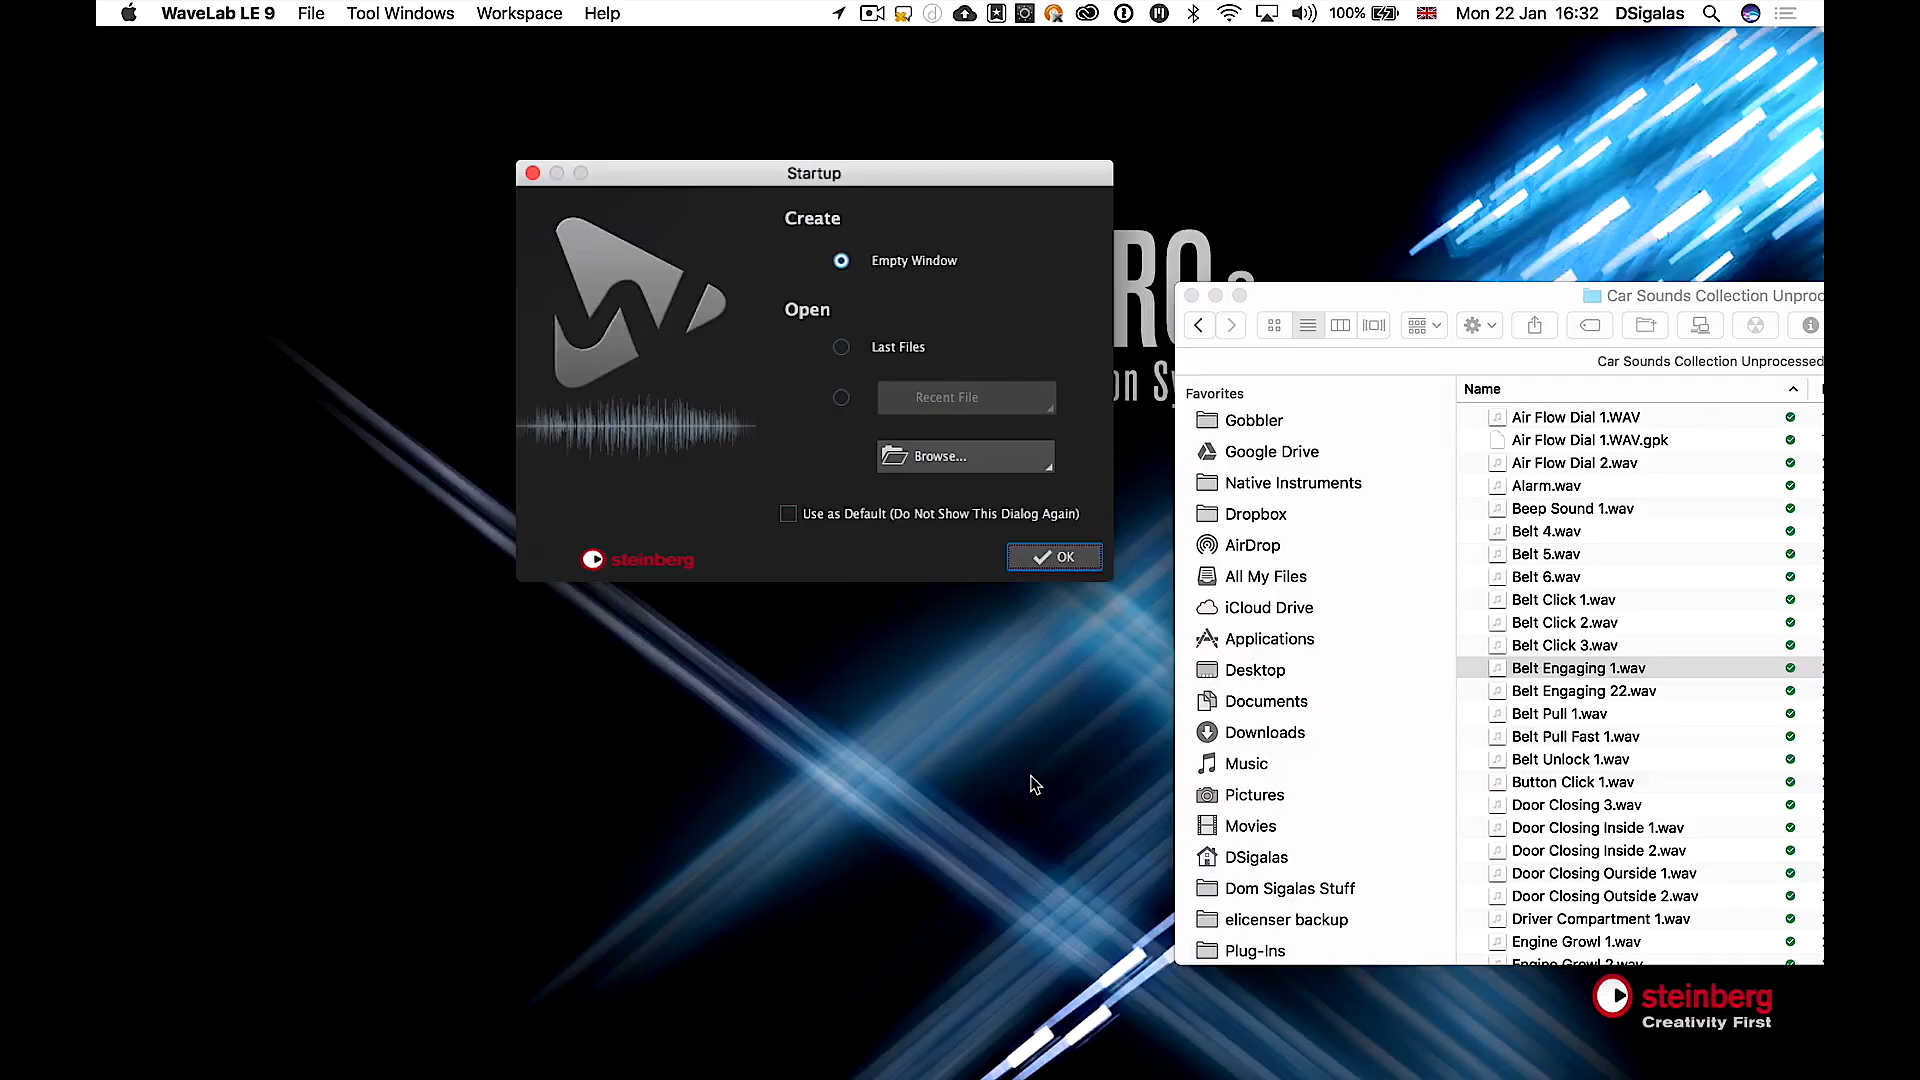 WaveLab LE 9 File Tool Windows Workspace Help 100% Mon 22 Jan 16:32 DSigalas
Startup
Create
Empty Window
Open
Last Files
Recent File
Browse...
Use as Default (Do Not Show This Dialog Again)
steinberg
OK
RO
on Sy
Car Sounds Collection Unproc
Car Sounds Collection Unprocessed
Favorites
Gobbler
Google Drive
Native Instruments
Dropbox
AirDrop
All My Files
iCloud Drive
Applications
Desktop
Documents
Downloads
Music
Pictures
Movies
DSigalas
Dom Sigalas Stuff
elicenser backup
Plug-Ins
Name
Air Flow Dial 1.WAV
Air Flow Dial 1.WAV.gpk
Air Flow Dial 2.wav
Alarm.wav
Beep Sound 1.wav
Belt 4.wav
Belt 5.wav
Belt 6.wav
Belt Click 1.wav
Belt Click 2.wav
Belt Click 3.wav
Belt Engaging 1.wav
Belt Engaging 22.wav
Belt Pull 1.wav
Belt Pull Fast 1.wav
Belt Unlock 1.wav
Button Click 1.wav
Door Closing 3.wav
Door Closing Inside 1.wav
Door Closing Inside 2.wav
Door Closing Ourside 1.wav
Door Closing Outside 2.wav
Driver Compartment 1.wav
Engine Growl 1.wav
Engine Growl 2.wav
steinberg
Creativity First